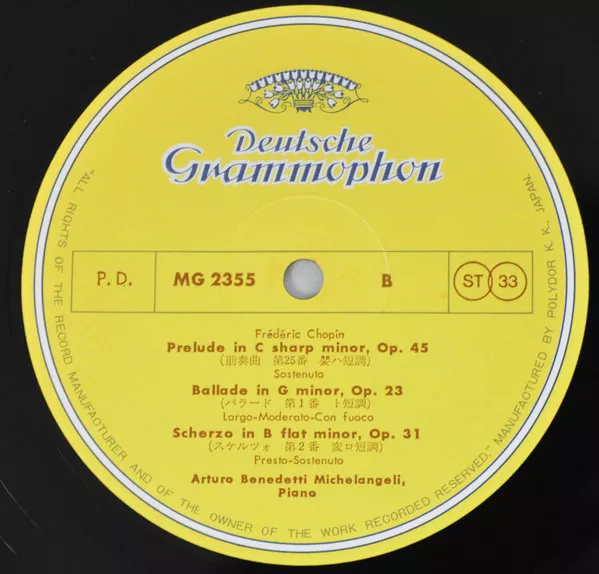 Deutsche
Grammophon
P. D. MG 2355 B ST 33
Frédéric Chopin
Prelude in C sharp minor, Op. 45
(前奏曲 第25番 嬰ハ短調)
Sostenuto
Ballade in G minor, Op. 23
(バラード 第1番 ト短調)
Largo-Moderato-Con fuoco
Scherzo in B flat minor, Op. 31
(スケルツォ 第2番 変ロ短調)
Presto-Sostenuto
Arturo Benedetti Michelangeli,
Piano
"ALL RIGHTS OF THE RECORD MANUFACTURER AND OF THE OWNER OF THE WORK RECORDED RESERVED." MANUFACTURED BY POLYDOR K. K., JAPAN.